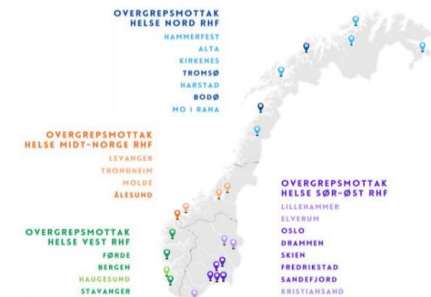 OVERGREPSMOTTAK
HELSE NORD RHF
HAMMERFEST
ALTA
KIRKENES
TROMSØ
HARSTAD
BODØ
MO I RANA
OVERGREPSMOTTAK
HELSE MIDT-NORGE RHF
LEVANGER
TRONDHEIM
MOLDE
ÅLESUND
OVERGREPSMOTTAK
HELSE VEST RHF
FØRDE
BERGEN
HAUGESUND
STAVANGER
OVERGREPSMOTTAK
HELSE SØR-ØST RHF
LILLEHAMMER
ELVERUM
OSLO
DRAMMEN
SKIEN
FREDRIKSTAD
SANDEFJORD
KRISTIANSAND